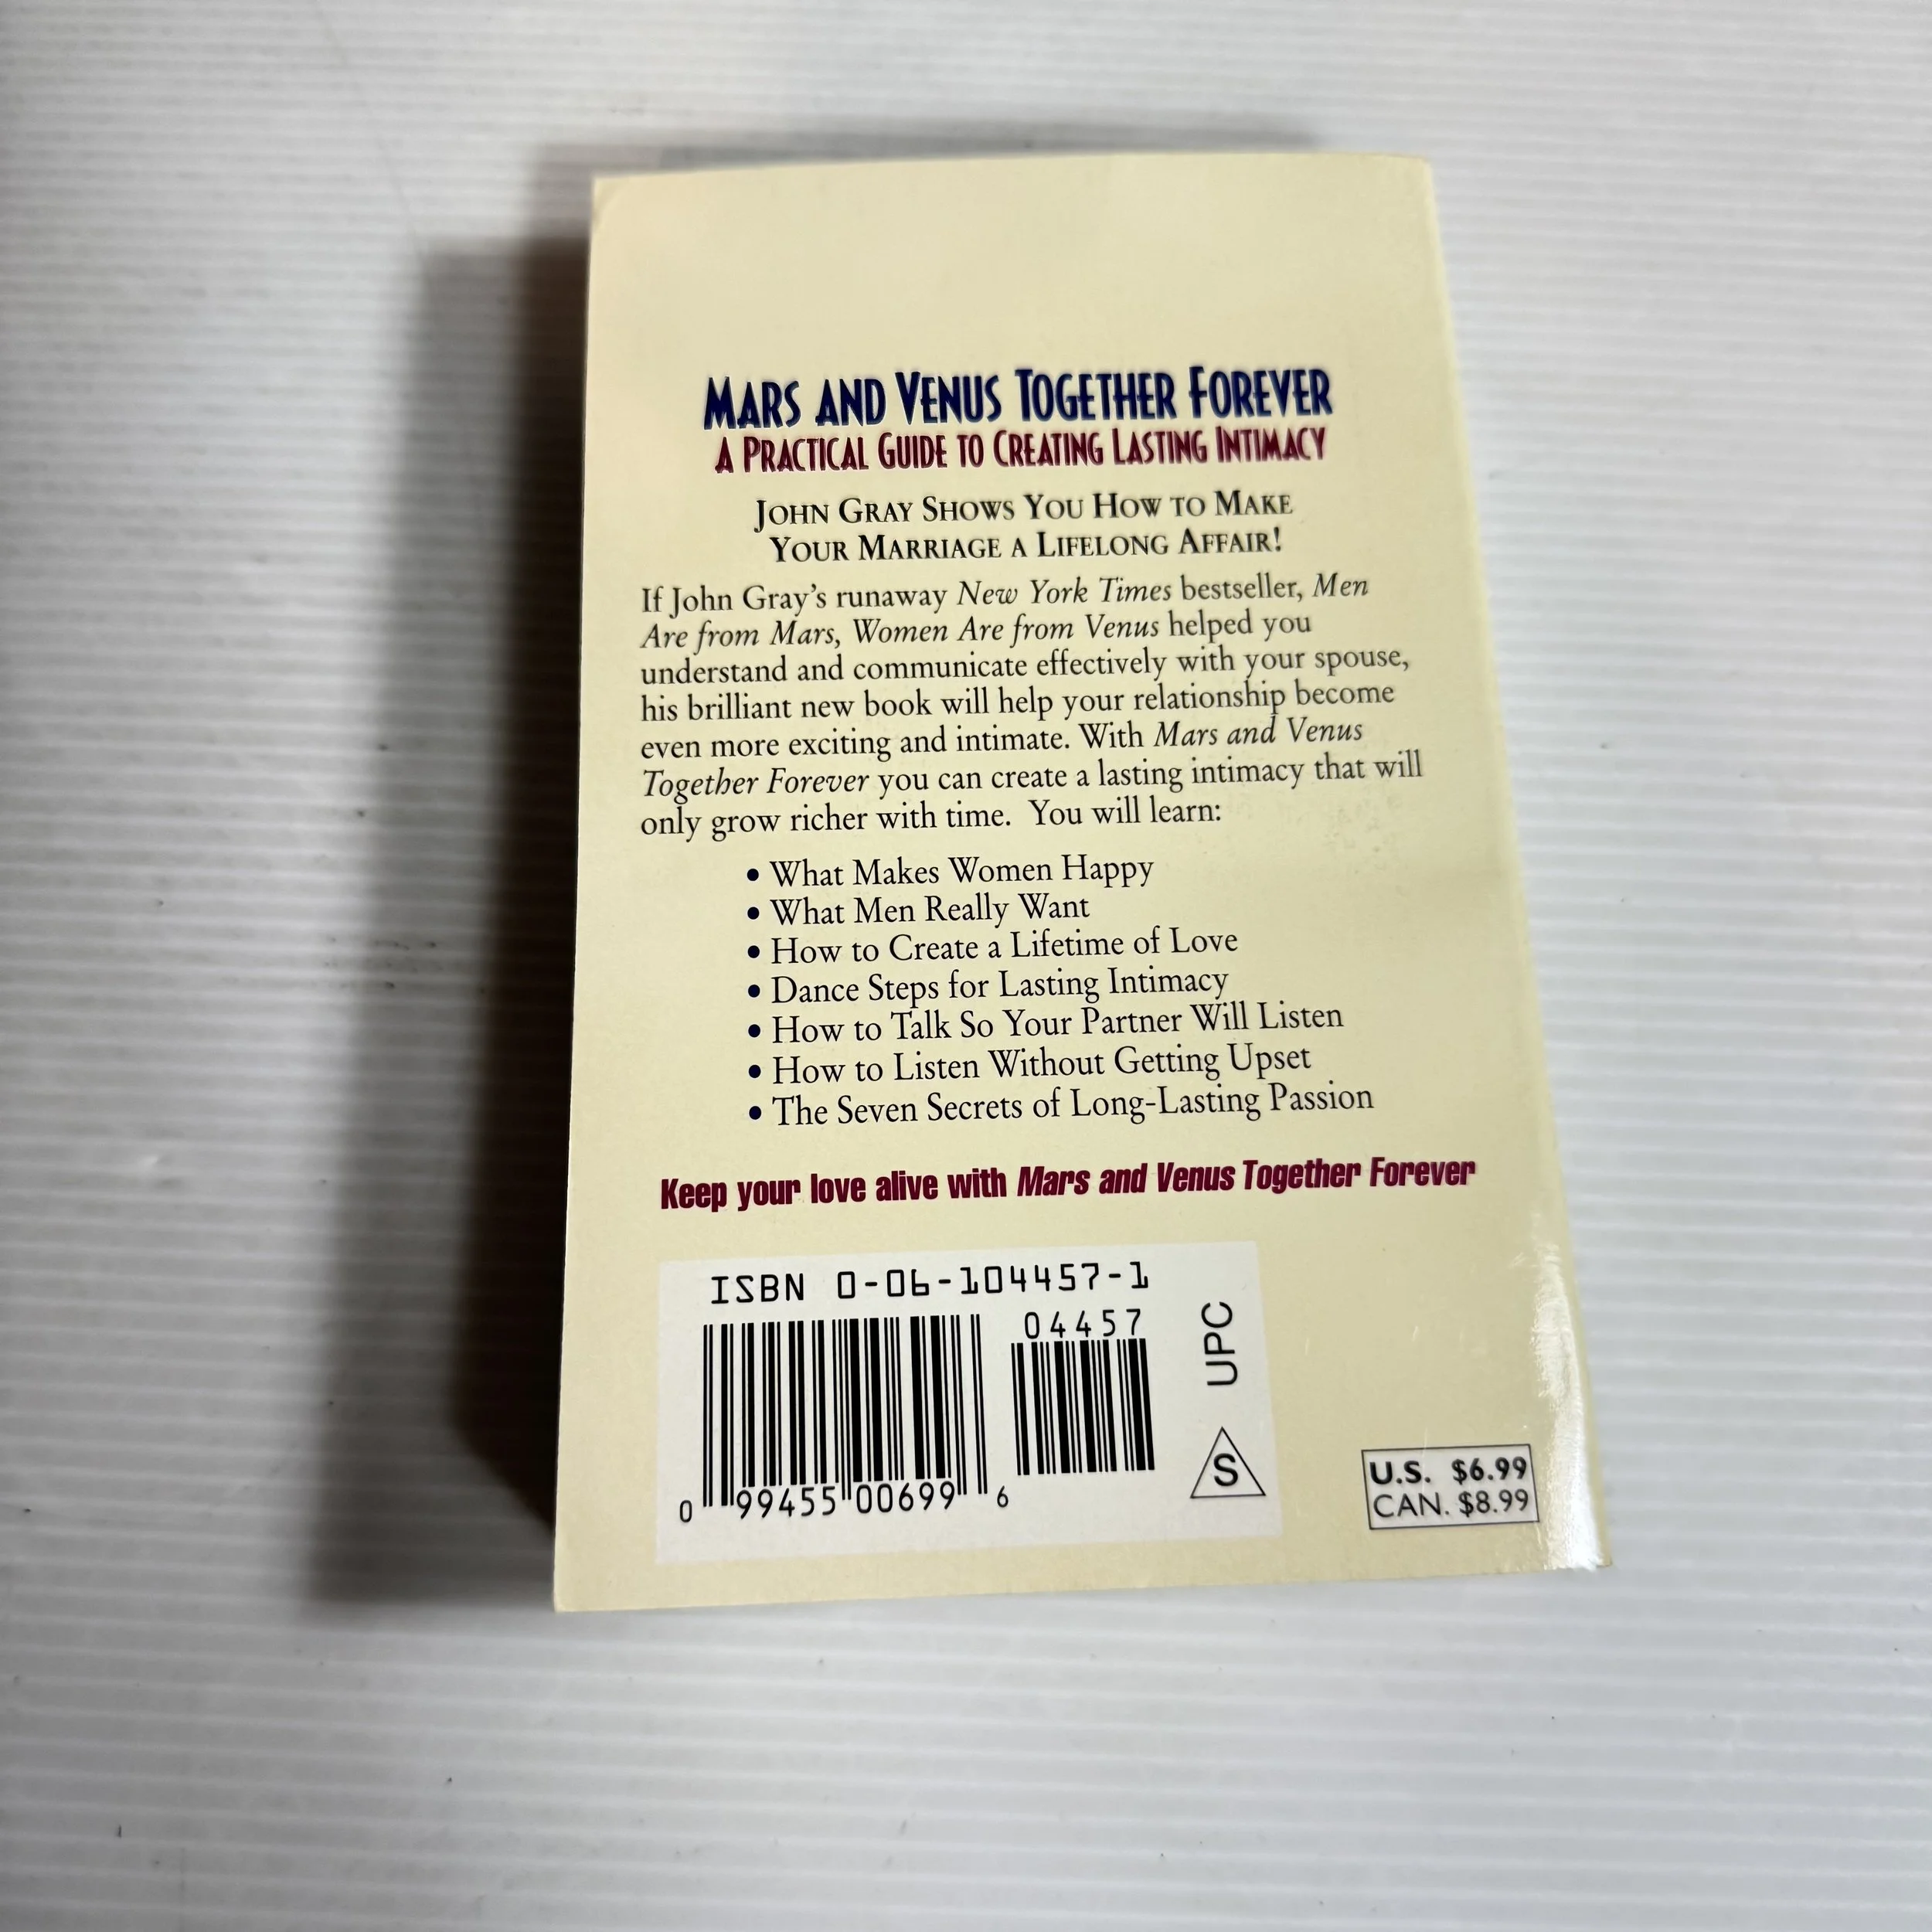 MARS AND VENUS TOGETHER FOREVER
A PRACTICAL GUIDE TO CREATING LASTING INTIMACY
JOHN GRAY SHOWS YOU HOW TO MAKE
YOUR MARRIAGE A LIFELONG AFFAIR!
If John Gray's runaway New York Times bestseller, Men
Are from Mars, Women Are from Venus helped you
understand and communicate effectively with your spouse,
his brilliant new book will help your relationship become
even more exciting and intimate. With Mars and Venus
Together Forever you can create a lasting intimacy that will
only grow richer with time. You will learn:
• What Makes Women Happy
• What Men Really Want
• How to Create a Lifetime of Love
• Dance Steps for Lasting Intimacy
• How to Talk So Your Partner Will Listen
• How to Listen Without Getting Upset
• The Seven Secrets of Long-Lasting Passion
Keep your love alive with Mars and Venus Together Forever
ISBN 0-06-104457-1
04457
UPC
0 99455 00699 6
S
U.S. $6.99
CAN. $8.99